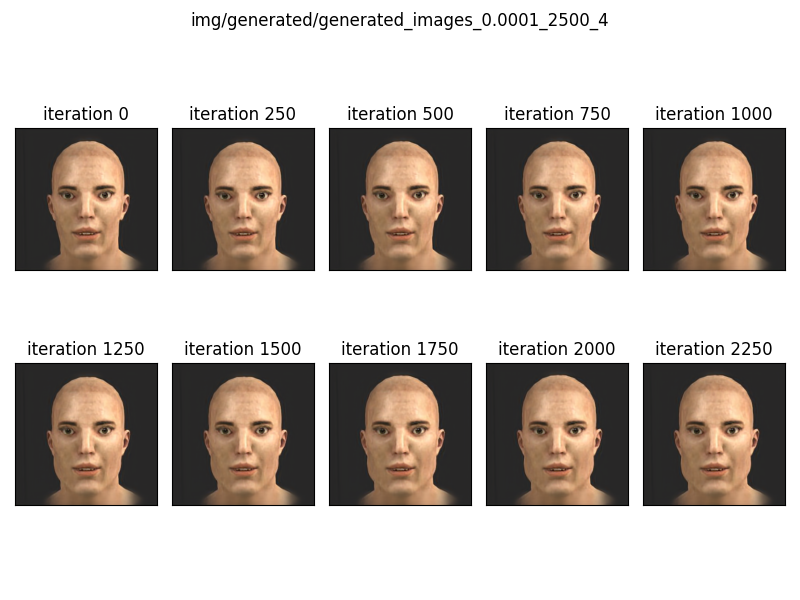 img/generated/generated_images_0.0001_2500_4
iteration 0
iteration 250
iteration 500
iteration 750
iteration 1000
iteration 1250
iteration 1500
iteration 1750
iteration 2000
iteration 2250